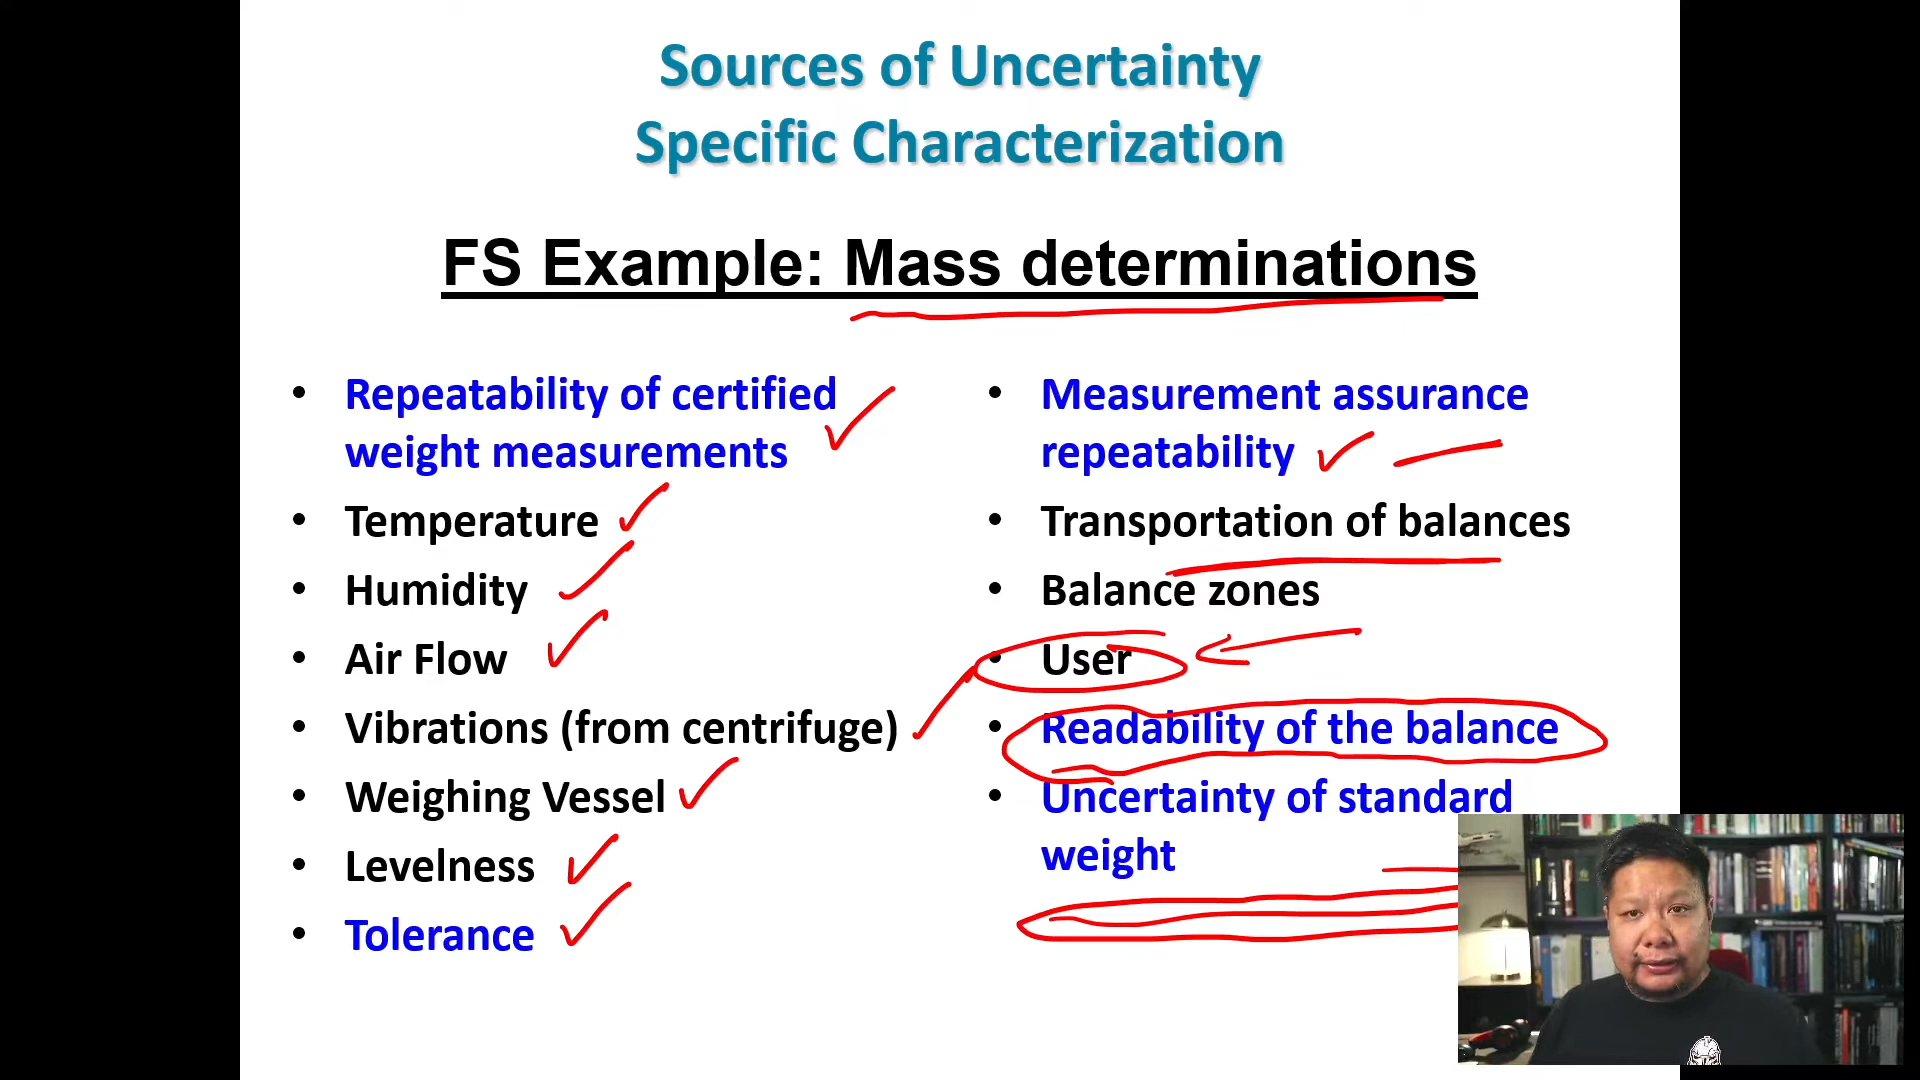 Sources of Uncertainty
Specific Characterization
FS Example: Mass determinations
• Repeatability of certified
weight measurements
• Temperature
• Humidity
• Air Flow
• Vibrations (from centrifuge)
• Weighing Vessel
• Levelness
• Tolerance
• Measurement assurance
repeatability
• Transportation of balances
• Balance zones
• User
• Readability of the balance
• Uncertainty of standard
weight